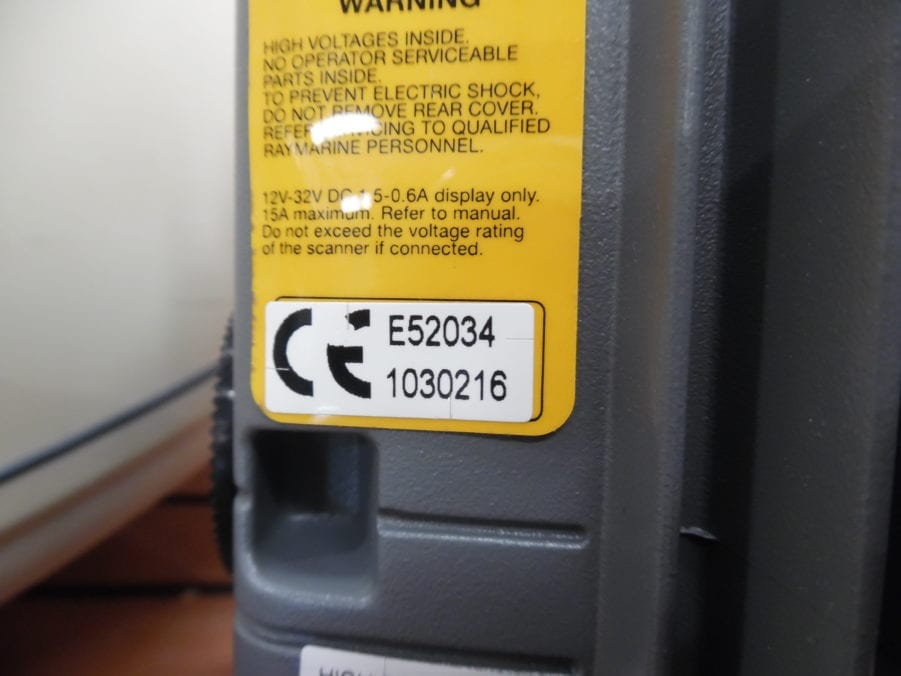 WARNING
HIGH VOLTAGES INSIDE.
NO OPERATOR SERVICEABLE
PARTS INSIDE.
TO PREVENT ELECTRIC SHOCK,
DO NOT REMOVE REAR COVER.
REFER SERVICING TO QUALIFIED
RAYMARINE PERSONNEL.
12V-32V DC 1.5-0.6A display only.
15A maximum. Refer to manual.
Do not exceed the voltage rating
of the scanner if connected.
CE E52034
1030216